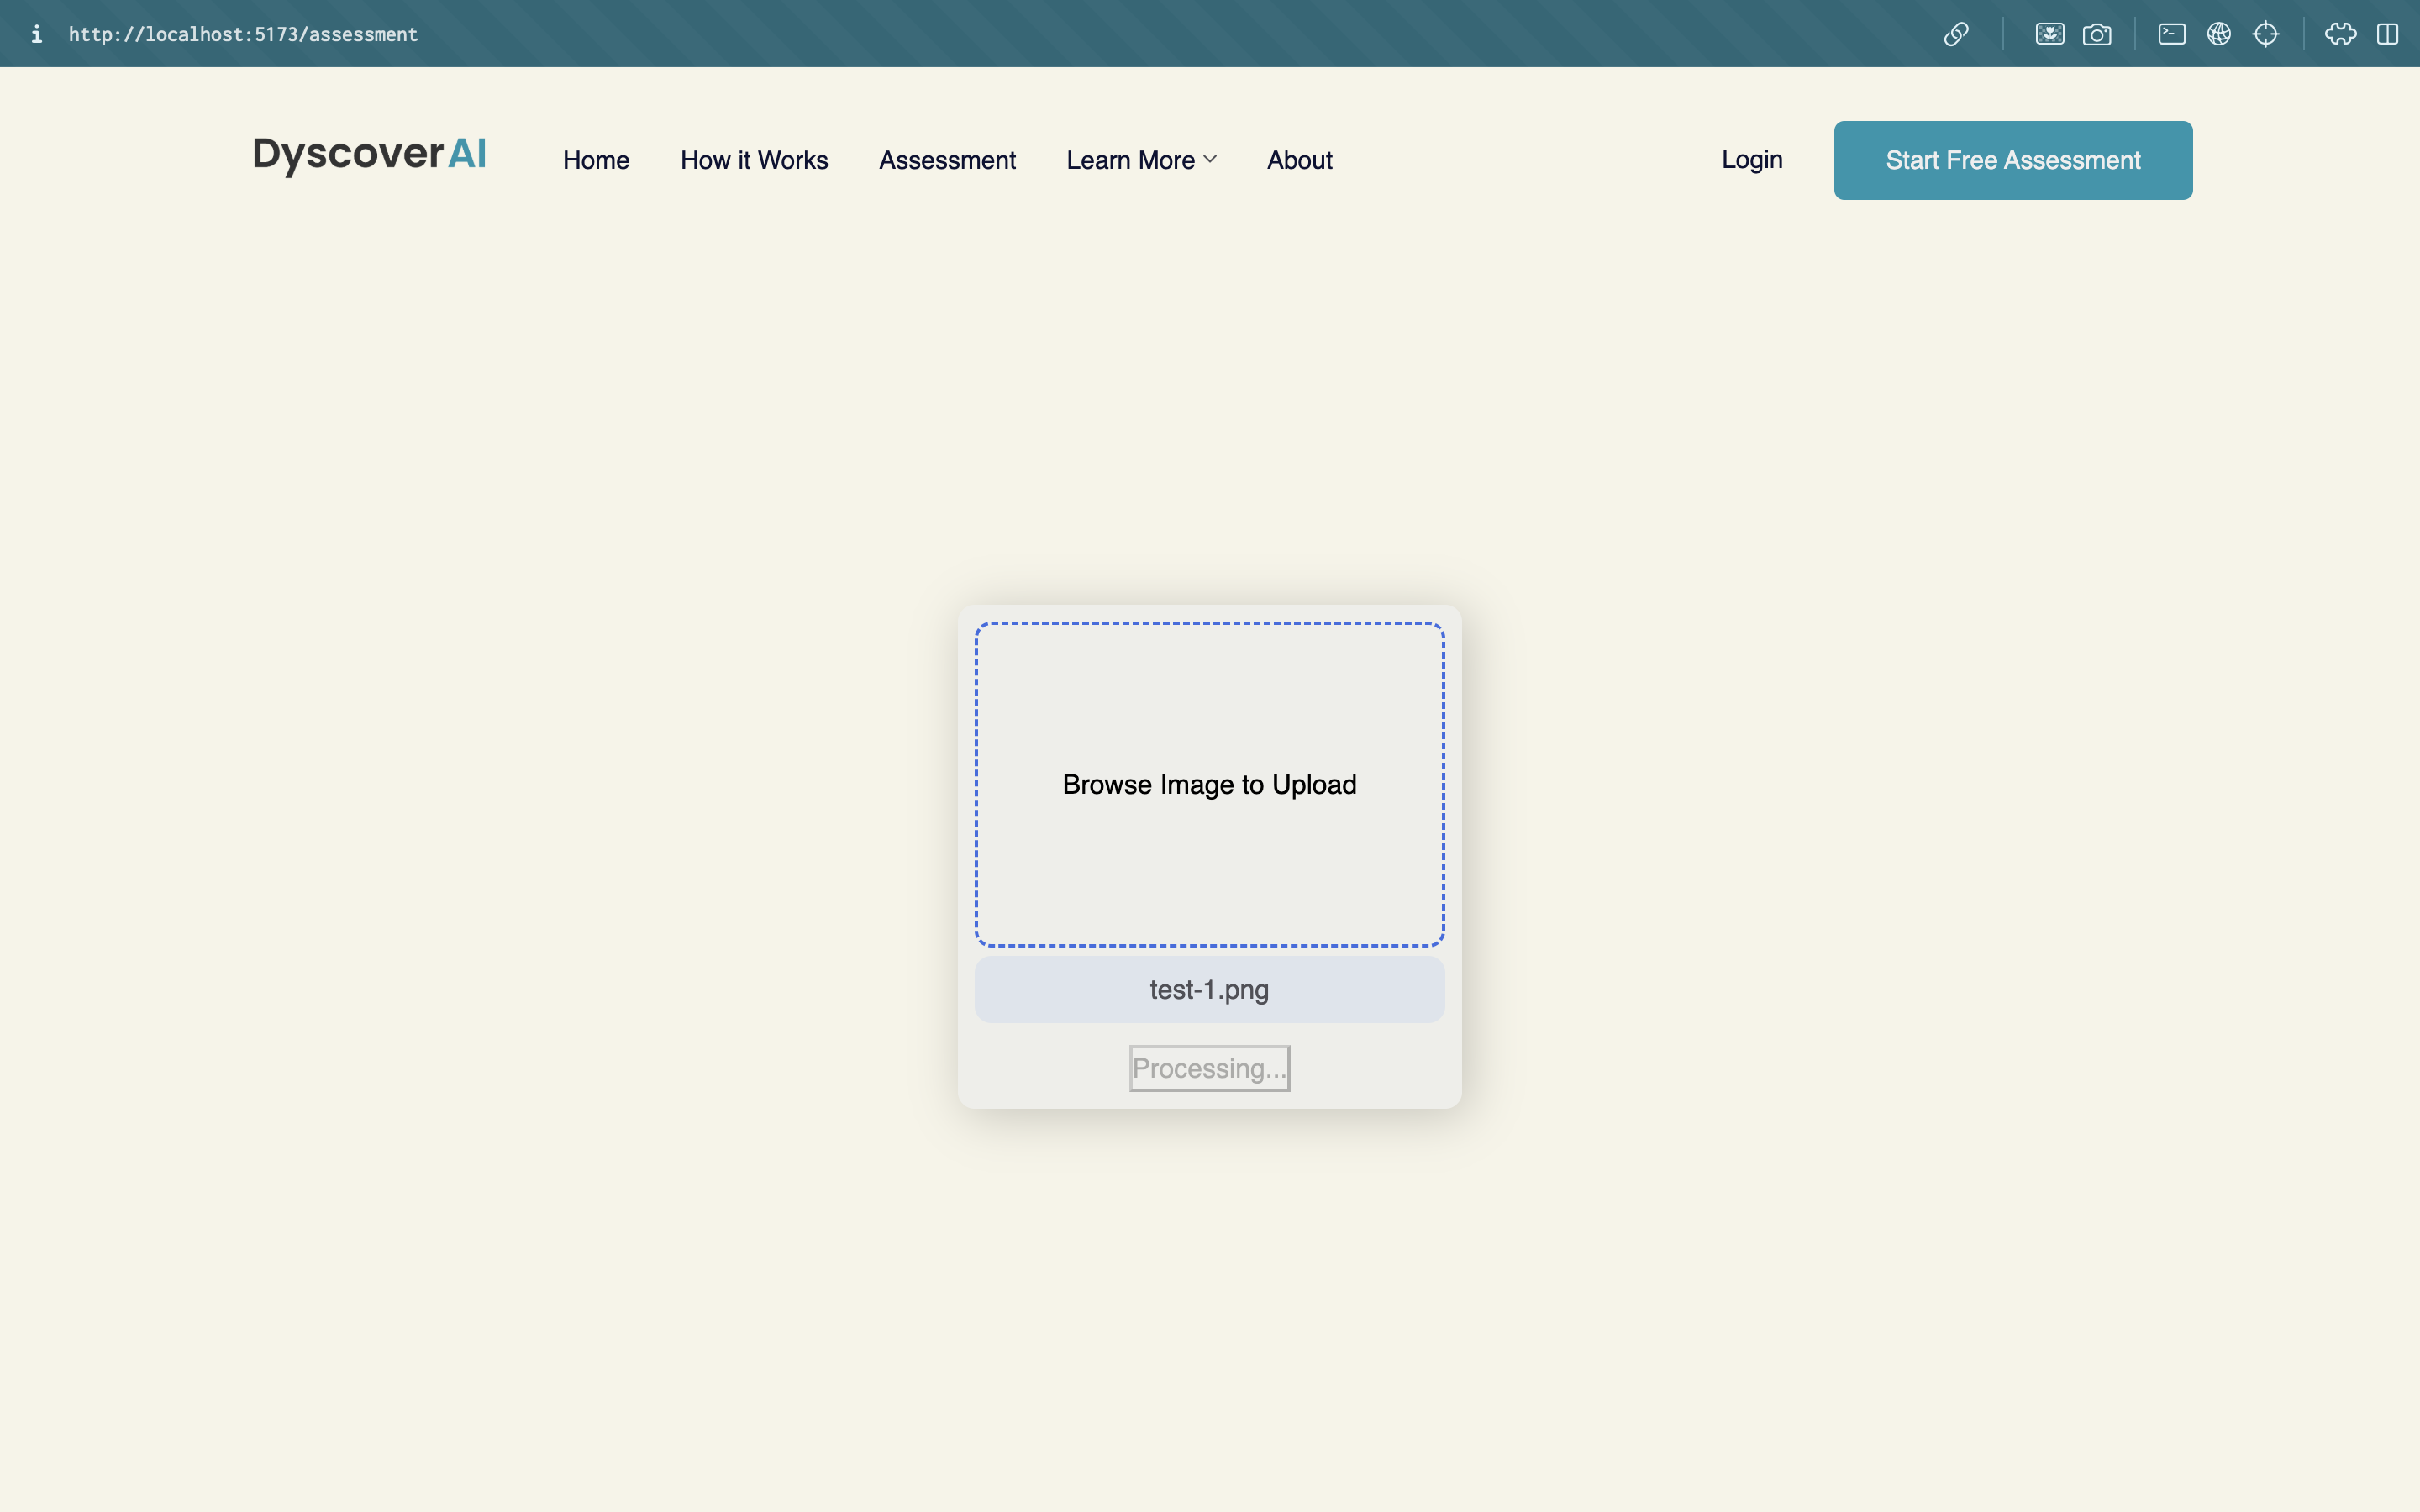 http://localhost:5173/assessment
DyscoverAI
Home How it Works Assessment Learn More About
Login
Start Free Assessment
Browse Image to Upload
test-1.png
Processing...